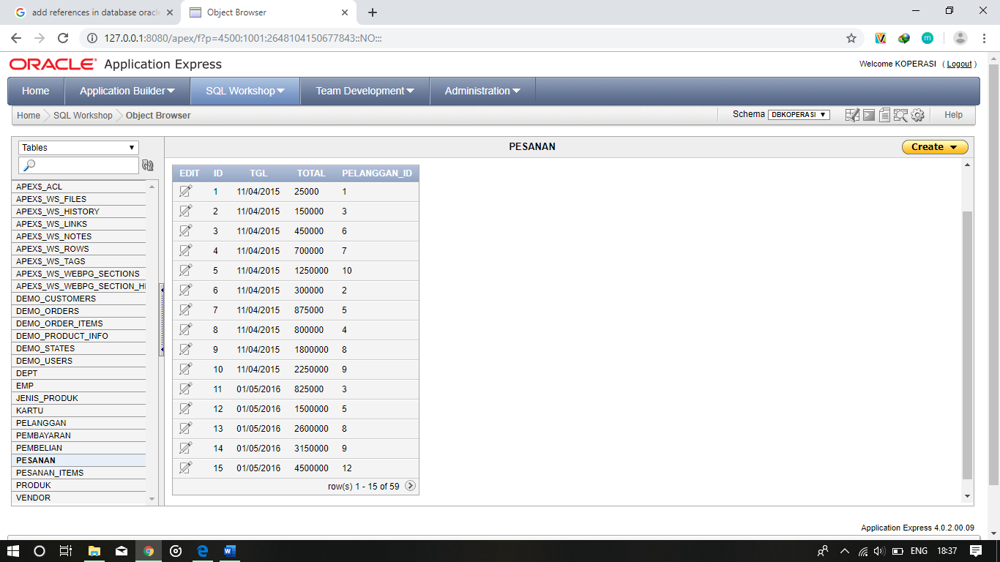 add references in database oracle
Object Browser
127.0.0.1:8080/apex/f?p=4500:1001:2648104150677843::NO:::
ORACLE Application Express
Welcome KOPERASI ( Logout )
Home Application Builder SQL Workshop Team Development Administration
Home SQL Workshop Object Browser
Schema DBKOPERASI Help
Tables
APEX$_ACL
APEX$_WS_FILES
APEX$_WS_HISTORY
APEX$_WS_LINKS
APEX$_WS_NOTES
APEX$_WS_ROWS
APEX$_WS_TAGS
APEX$_WS_WEBPG_SECTIONS
APEX$_WS_WEBPG_SECTION_HI
DEMO_CUSTOMERS
DEMO_ORDERS
DEMO_ORDER_ITEMS
DEMO_PRODUCT_INFO
DEMO_STATES
DEMO_USERS
DEPT
EMP
JENIS_PRODUK
KARTU
PELANGGAN
PEMBAYARAN
PEMBELIAN
PESANAN
PESANAN_ITEMS
PRODUK
VENDOR
PESANAN
Create
EDIT ID TGL TOTAL PELANGGAN_ID
1 11/04/2015 25000 1
2 11/04/2015 150000 3
3 11/04/2015 450000 6
4 11/04/2015 700000 7
5 11/04/2015 1250000 10
6 11/04/2015 300000 2
7 11/04/2015 875000 5
8 11/04/2015 800000 4
9 11/04/2015 1800000 8
10 11/04/2015 2250000 9
11 01/05/2016 825000 3
12 01/05/2016 1500000 5
13 01/05/2016 2600000 8
14 01/05/2016 3150000 9
15 01/05/2016 4500000 12
row(s) 1 - 15 of 59
Application Express 4.0.2.00.09
ENG 18:37